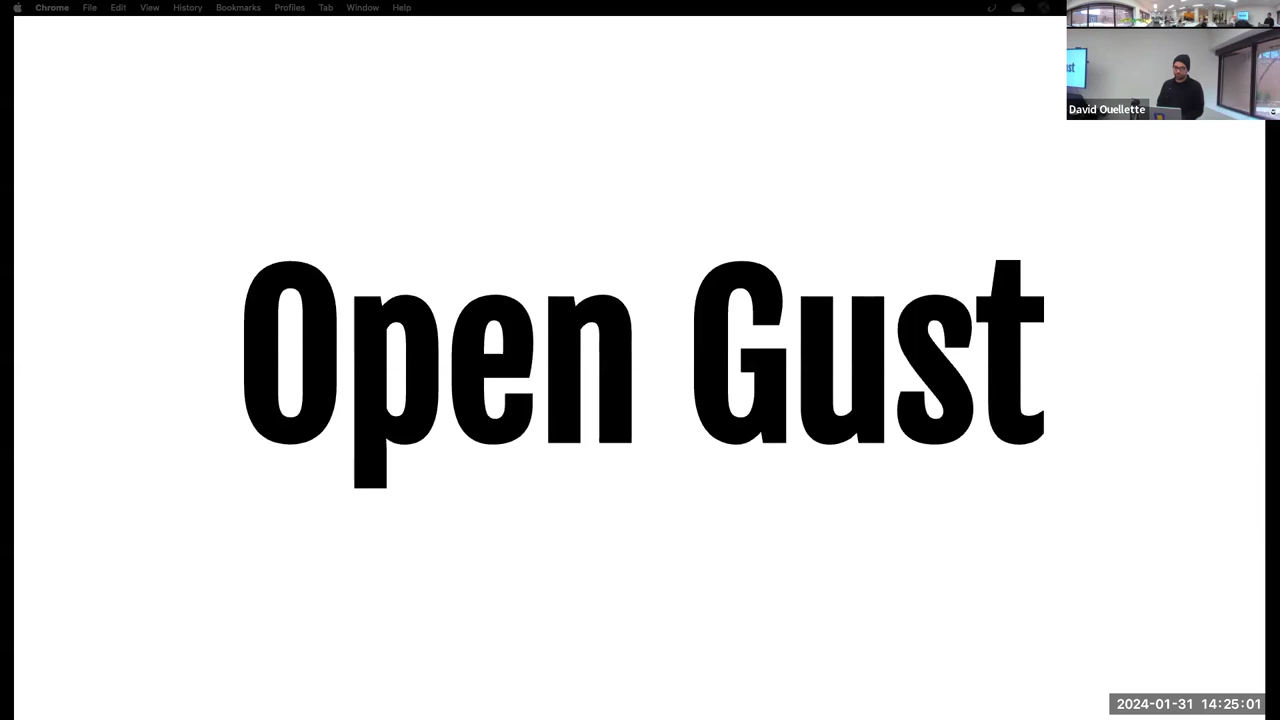 Chrome File Edit View History Bookmarks Profiles Tab Window Help
David Ouellette
Open Gust
2024-01-31 14:25:01